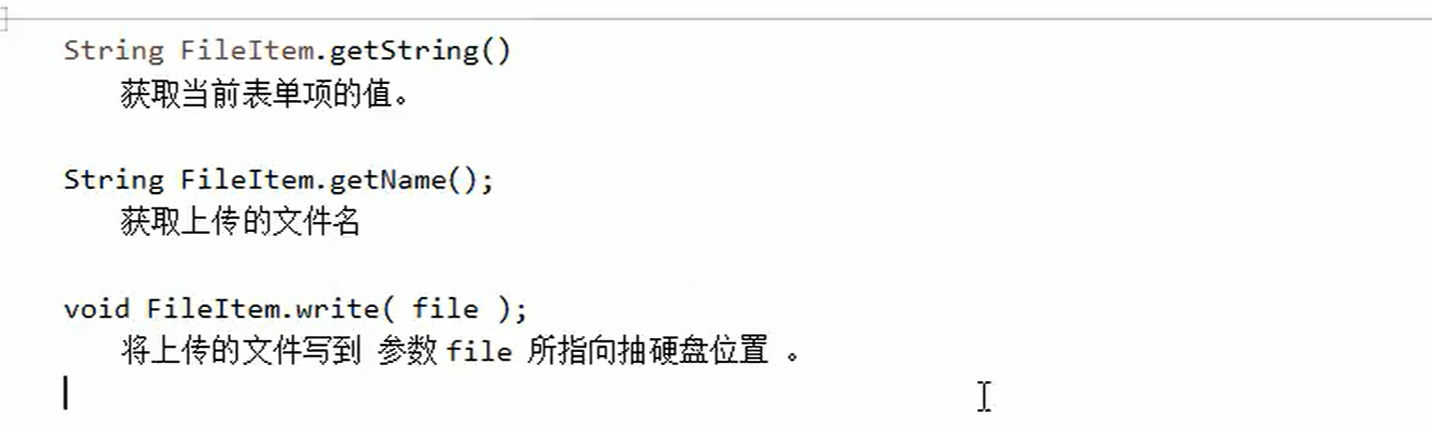 String FileItem.getString()
获取当前表单项的值。
String FileItem.getName();
获取上传的文件名
void FileItem.write( file );
将上传的文件写到 参数 file 所指向抽硬盘位置 。